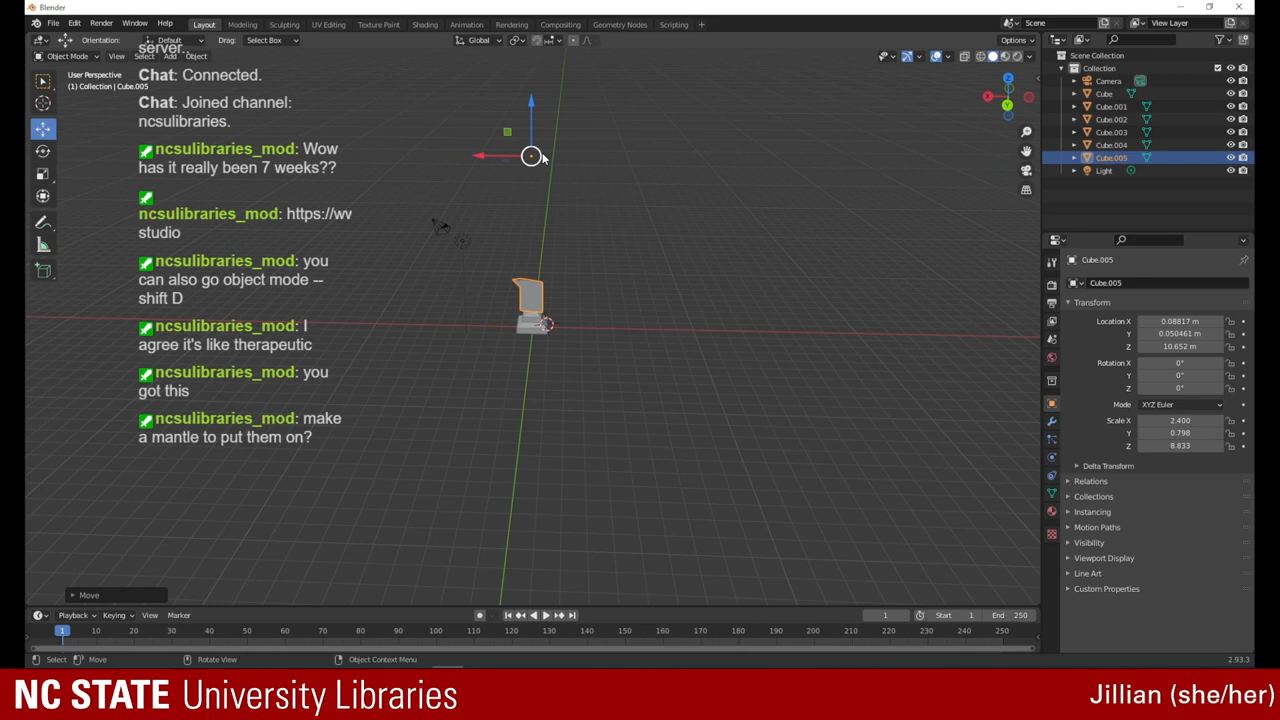 Blender
File Edit Render Window Help
Layout Modeling Sculpting UV Editing Texture Paint Shading Animation Rendering Compositing Geometry Nodes Scripting +
Scene
View Layer
Orientation: Default Drag: Select Box
Global
Options
Object Mode View Select Add Object
User Perspective
(1) Collection | Cube.005
server..
Chat: Connected.
Chat: Joined channel:
ncsulibraries.
ncsulibraries_mod: Wow
has it really been 7 weeks??
ncsulibraries_mod: https://ww
studio
ncsulibraries_mod: you
can also go object mode --
shift D
ncsulibraries_mod: I
agree it's like therapeutic
ncsulibraries_mod: you
got this
ncsulibraries_mod: make
a mantle to put them on?
Z
Y
Move
Scene Collection
Collection
Camera
Cube
Cube.001
Cube.002
Cube.003
Cube.004
Cube.005
Light
Cube.005
Cube.005
Transform
Location X 0.08817 m
Y 0.050461 m
Z 10.652 m
Rotation X 0°
Y 0°
Z 0°
Mode XYZ Euler
Scale X 2.400
Y 0.798
Z 8.833
Delta Transform
Relations
Collections
Instancing
Motion Paths
Visibility
Viewport Display
Line Art
Custom Properties
Playback Keying View Marker
1 Start 1 End 250
1 10 20 30 40 50 60 70 80 90 100 110 120 130 140 150 160 170 180 190 200 210 220 230 240 250
Select Move Rotate View Object Context Menu 2.93.3
NC STATE University Libraries
Jillian (she/her)